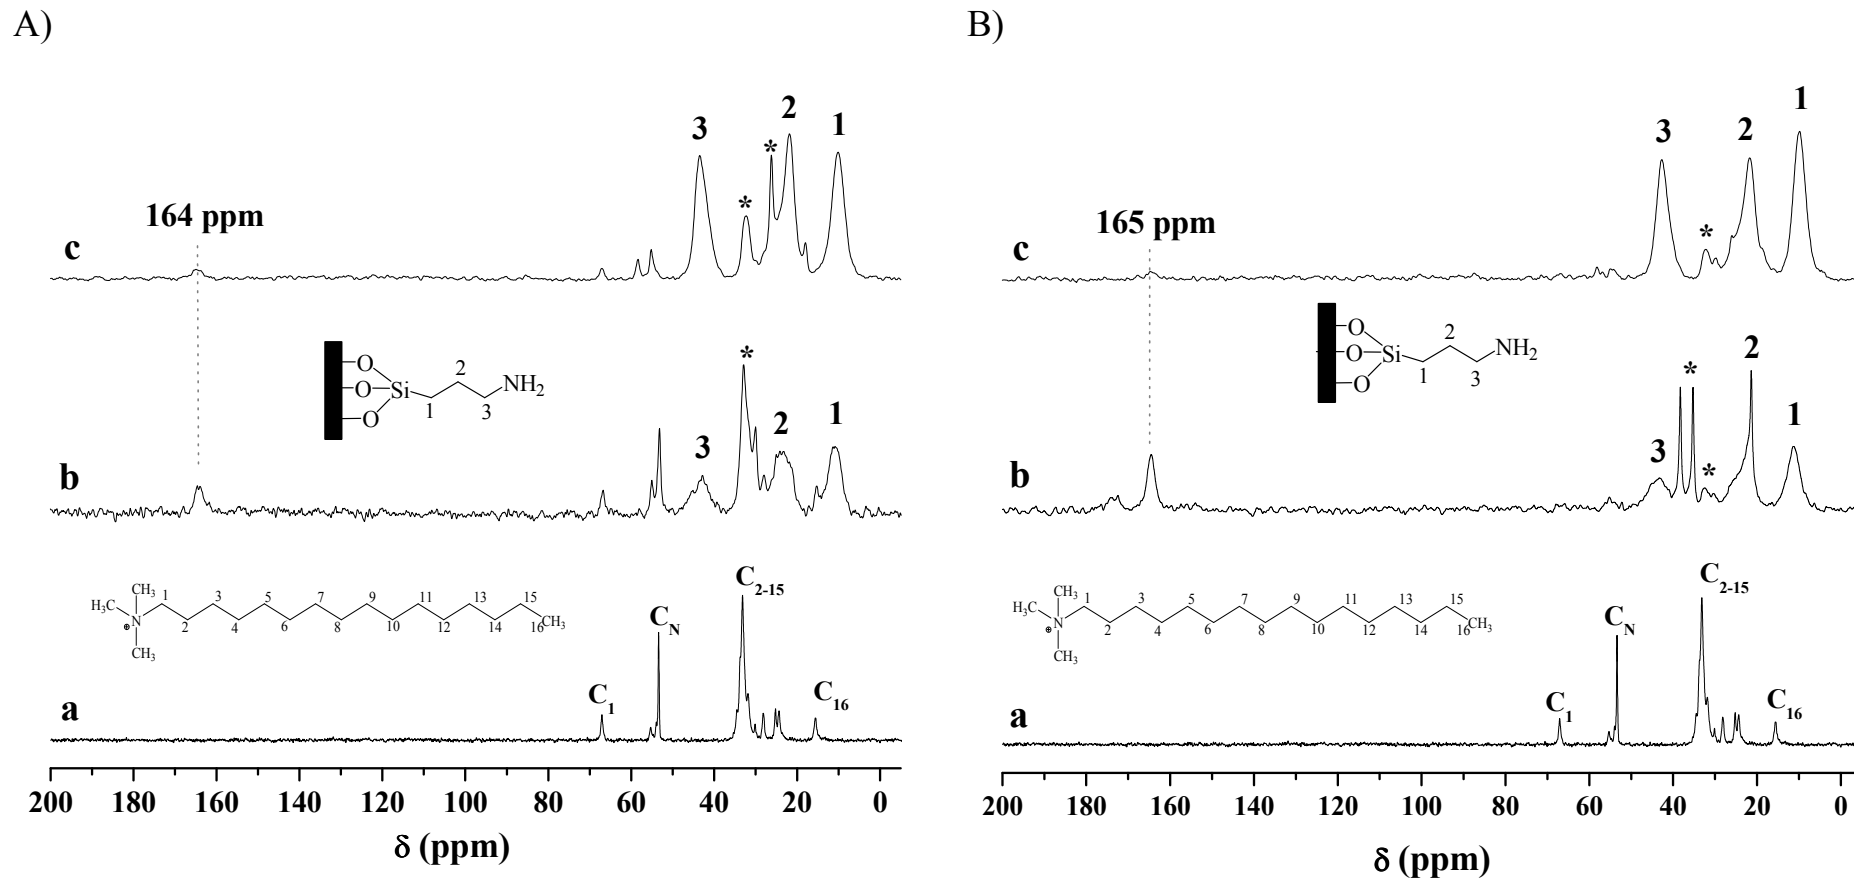 A)
3
2
1
*
*
164 ppm
c
O
O
O
Si
1
2
3
NH2
*
3
2
1
b
H3C
CH3
N
⊕
CH3
1
2
3
4
5
6
7
8
9
10
11
12
13
14
15
16
CH3
C1
CN
C2-15
C16
a
200 180 160 140 120 100 80 60 40 20 0
δ (ppm)
B)
3
2
1
*
165 ppm
c
O
O
O
Si
1
2
3
NH2
3
*
*
2
1
b
H3C
CH3
N
⊕
CH3
1
2
3
4
5
6
7
8
9
10
11
12
13
14
15
16
CH3
C1
CN
C2-15
C16
a
200 180 160 140 120 100 80 60 40 20 0
δ (ppm)